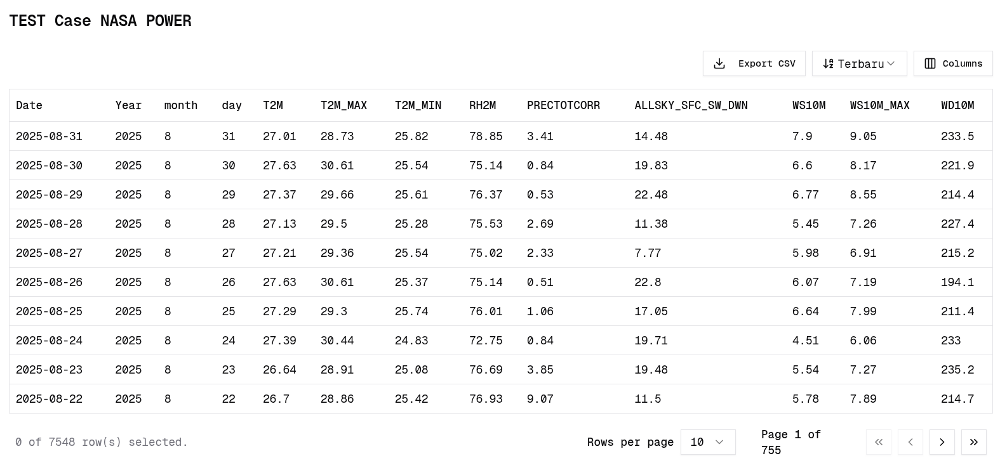 TEST Case NASA POWER
Export CSV Terbaru Columns
Date Year month day T2M T2M_MAX T2M_MIN RH2M PRECTOTCORR ALLSKY_SFC_SW_DWN WS10M WS10M_MAX WD10M
2025-08-31 2025 8 31 27.01 28.73 25.82 78.85 3.41 14.48 7.9 9.05 233.5
2025-08-30 2025 8 30 27.63 30.61 25.54 75.14 0.84 19.83 6.6 8.17 221.9
2025-08-29 2025 8 29 27.37 29.66 25.61 76.37 0.53 22.48 6.77 8.55 214.4
2025-08-28 2025 8 28 27.13 29.5 25.28 75.53 2.69 11.38 5.45 7.26 227.4
2025-08-27 2025 8 27 27.21 29.36 25.54 75.02 2.33 7.77 5.98 6.91 215.2
2025-08-26 2025 8 26 27.63 30.61 25.37 75.14 0.51 22.8 6.07 7.19 194.1
2025-08-25 2025 8 25 27.29 29.3 25.74 76.01 1.06 17.05 6.64 7.99 211.4
2025-08-24 2025 8 24 27.39 30.44 24.83 72.75 0.84 19.71 4.51 6.06 233
2025-08-23 2025 8 23 26.64 28.91 25.08 76.69 3.85 19.48 5.54 7.27 235.2
2025-08-22 2025 8 22 26.7 28.86 25.42 76.93 9.07 11.5 5.78 7.89 214.7
0 of 7548 row(s) selected.
Rows per page 10
Page 1 of
755